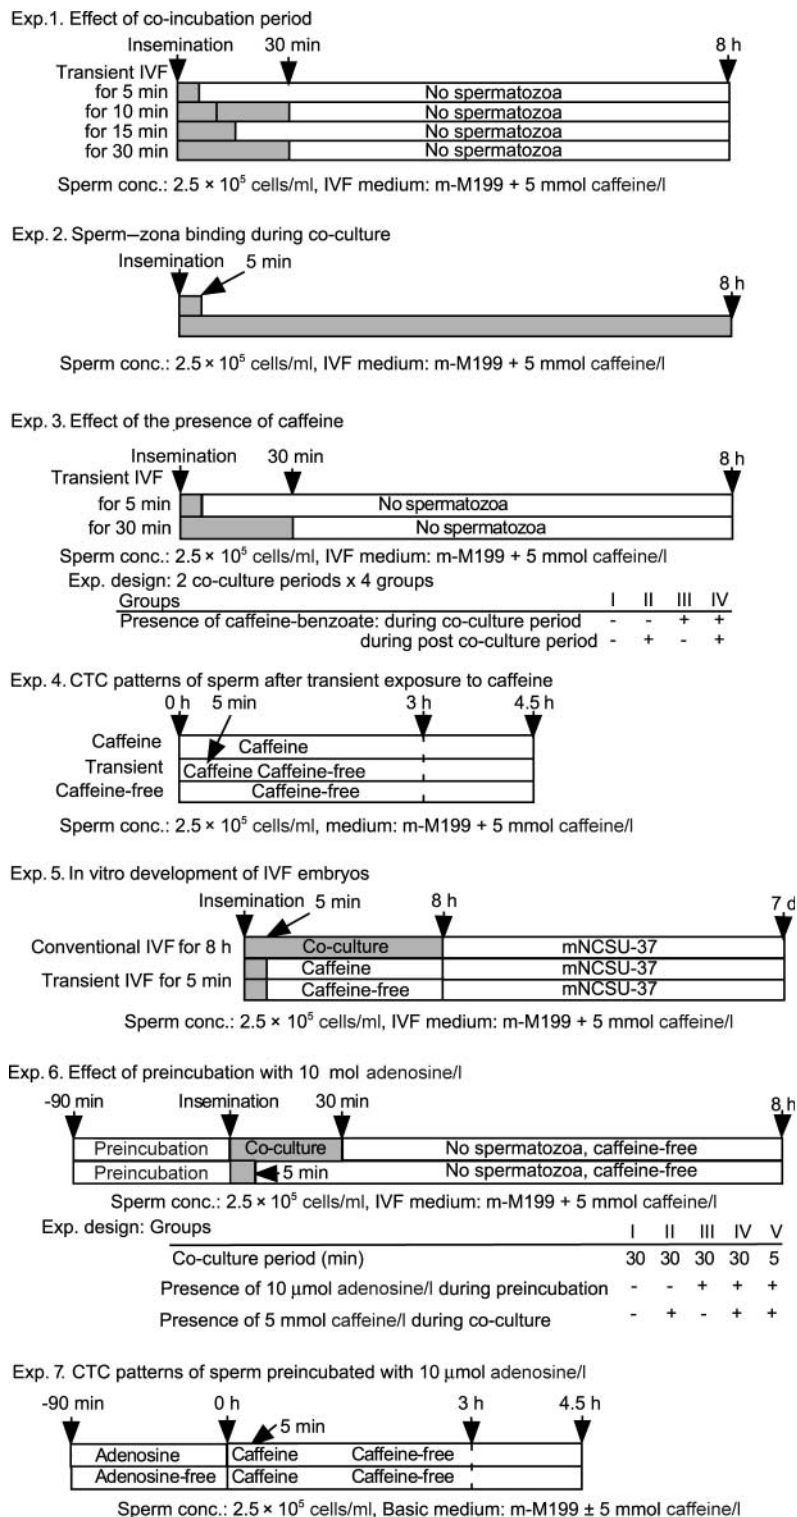 Exp.1. Effect of co-incubation period
Insemination 30 min 8 h
Transient IVF
for 5 min No spermatozoa
for 10 min No spermatozoa
for 15 min No spermatozoa
for 30 min No spermatozoa
Sperm conc.: 2.5 × 10⁵ cells/ml, IVF medium: m-M199 + 5 mmol caffeine/l
Exp. 2. Sperm–zona binding during co-culture
Insemination 5 min
8 h
Sperm conc.: 2.5 × 10⁵ cells/ml, IVF medium: m-M199 + 5 mmol caffeine/l
Exp. 3. Effect of the presence of caffeine
Insemination 30 min 8 h
Transient IVF
for 5 min No spermatozoa
for 30 min No spermatozoa
Sperm conc.: 2.5 × 10⁵ cells/ml, IVF medium: m-M199 + 5 mmol caffeine/l
Exp. design: 2 co-culture periods x 4 groups
Groups I II III IV
Presence of caffeine-benzoate: during co-culture period - - + +
during post co-culture period - + - +
Exp. 4. CTC patterns of sperm after transient exposure to caffeine
0 h 5 min 3 h 4.5 h
Caffeine Caffeine
Transient Caffeine Caffeine-free
Caffeine-free Caffeine-free
Sperm conc.: 2.5 × 10⁵ cells/ml, medium: m-M199 + 5 mmol caffeine/l
Exp. 5. In vitro development of IVF embryos
Insemination 5 min 8 h 7 d
Conventional IVF for 8 h Co-culture mNCSU-37
Transient IVF for 5 min Caffeine mNCSU-37
Caffeine-free mNCSU-37
Sperm conc.: 2.5 × 10⁵ cells/ml, IVF medium: m-M199 + 5 mmol caffeine/l
Exp. 6. Effect of preincubation with 10 mol adenosine/l
-90 min Insemination 30 min 8 h
Preincubation Co-culture No spermatozoa, caffeine-free
Preincubation 5 min No spermatozoa, caffeine-free
Sperm conc.: 2.5 × 10⁵ cells/ml, IVF medium: m-M199 + 5 mmol caffeine/l
Exp. design: Groups I II III IV V
Co-culture period (min) 30 30 30 30 5
Presence of 10 μmol adenosine/l during preincubation - - + + +
Presence of 5 mmol caffeine/l during co-culture - + - + +
Exp. 7. CTC patterns of sperm preincubated with 10 μmol adenosine/l
-90 min 0 h 5 min 3 h 4.5 h
Adenosine Caffeine Caffeine-free
Adenosine-free Caffeine Caffeine-free
Sperm conc.: 2.5 × 10⁵ cells/ml, Basic medium: m-M199 ± 5 mmol caffeine/l